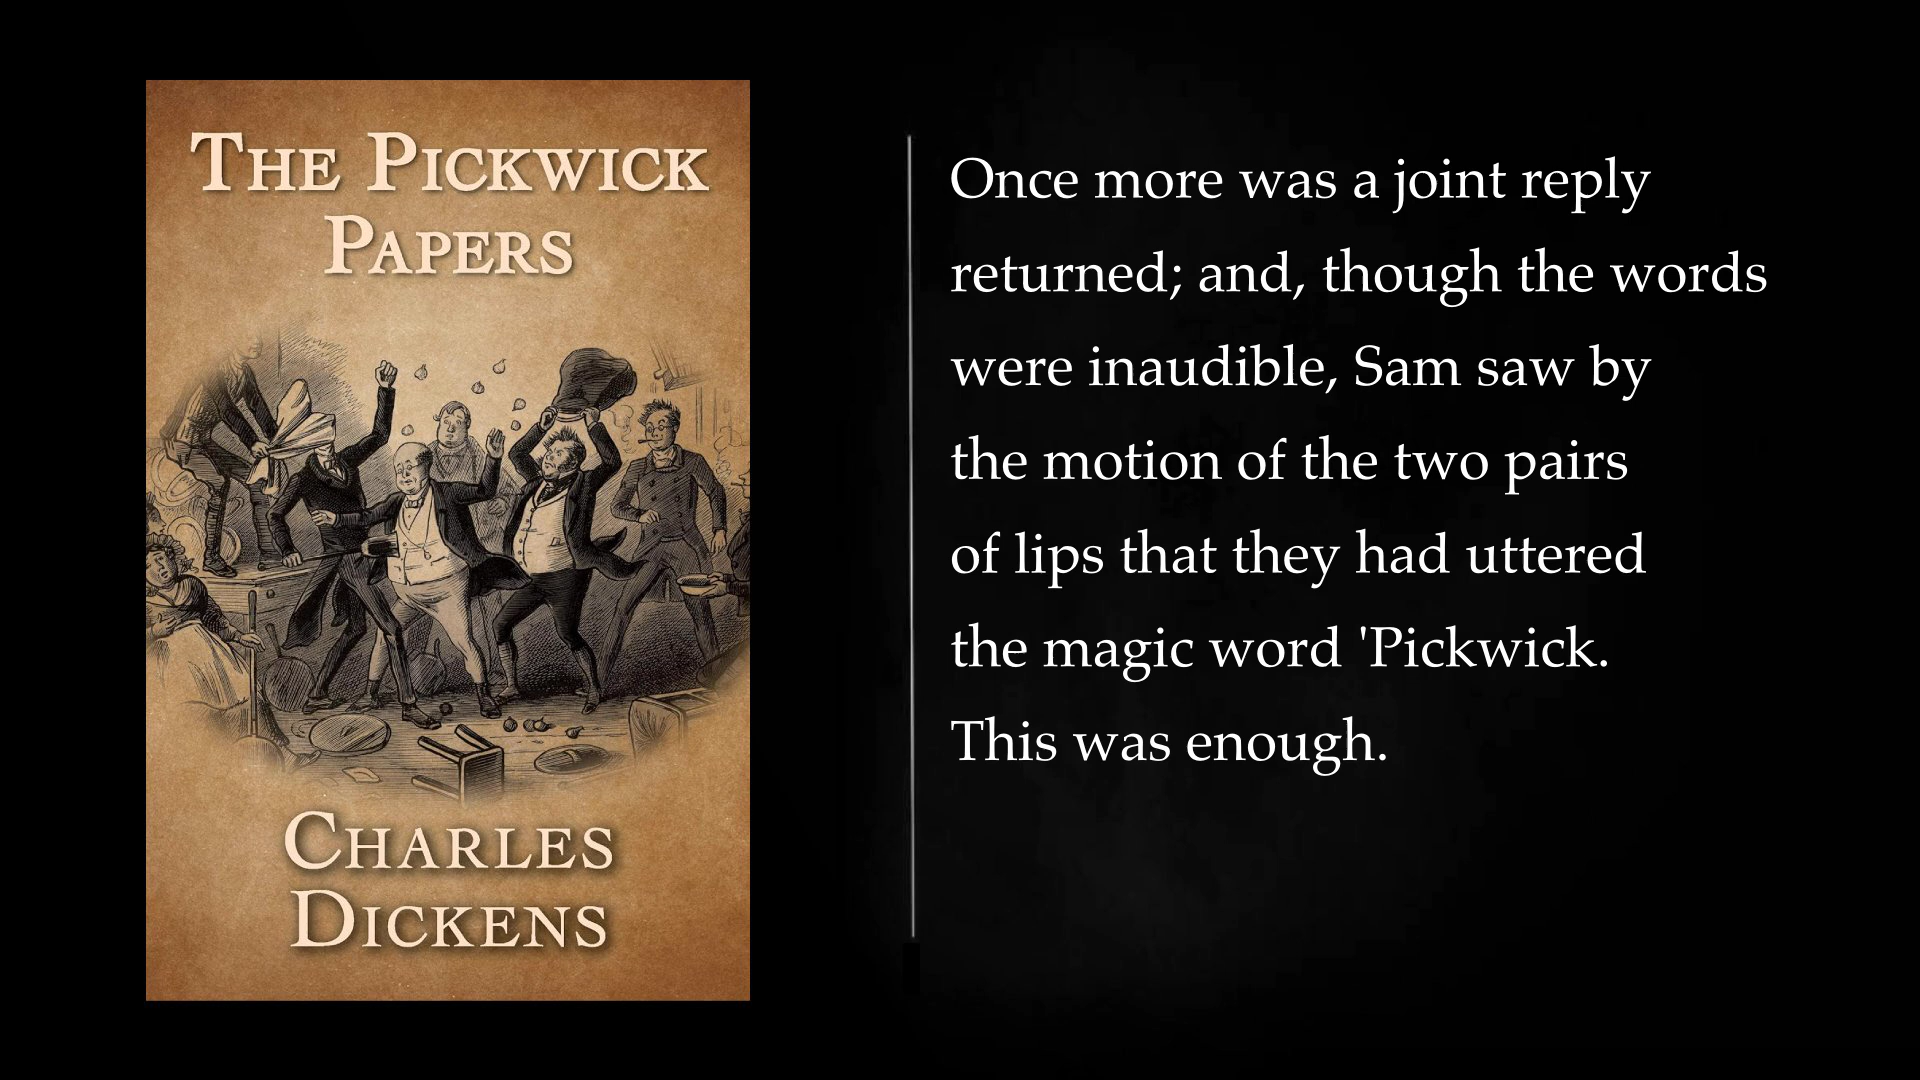 The Pickwick
Papers
Charles
Dickens
Once more was a joint reply
returned; and, though the words
were inaudible, Sam saw by
the motion of the two pairs
of lips that they had uttered
the magic word 'Pickwick.
This was enough.